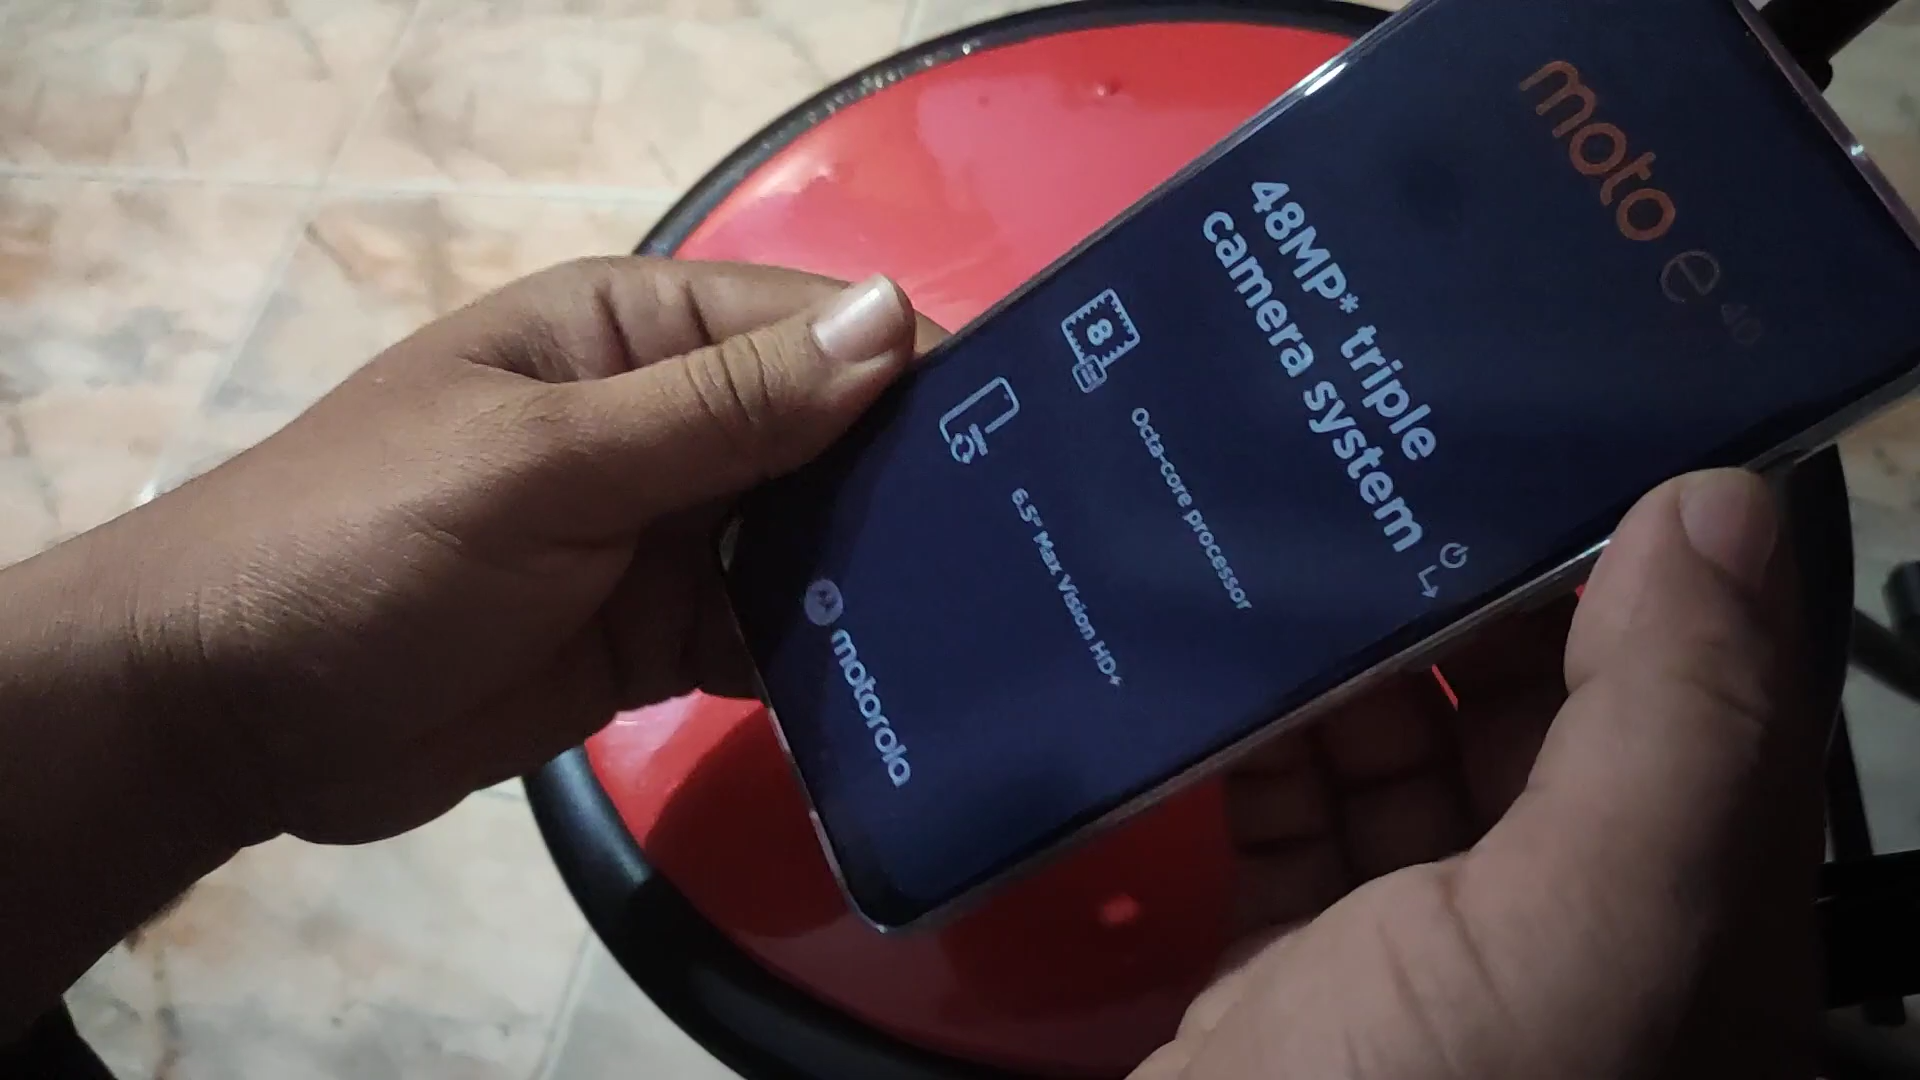 moto e40
48MP* triple
camera system
8
Octa-core processor
6.5" Max Vision HD+
motorola